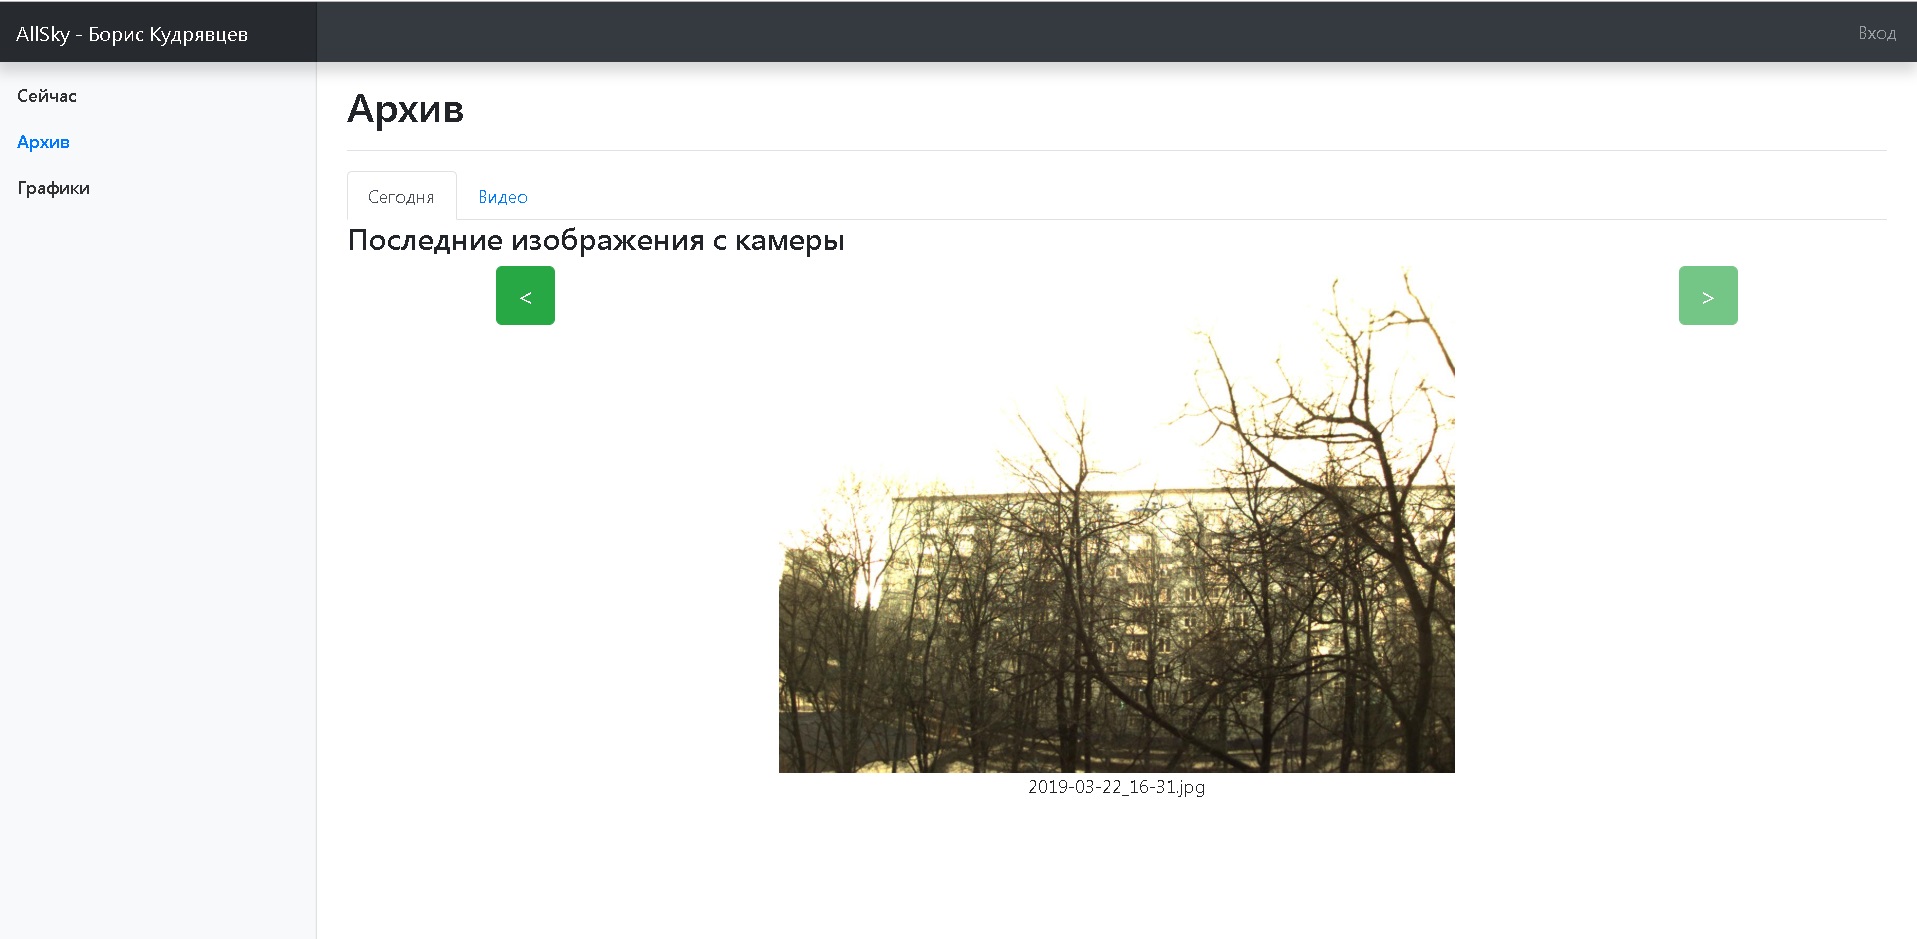 AllSky - Борис Кудрявцев
Вход
Сейчас
Архив
Графики
Архив
Сегодня
Видео
Последние изображения с камеры
<
>
2019-03-22_16-31.jpg